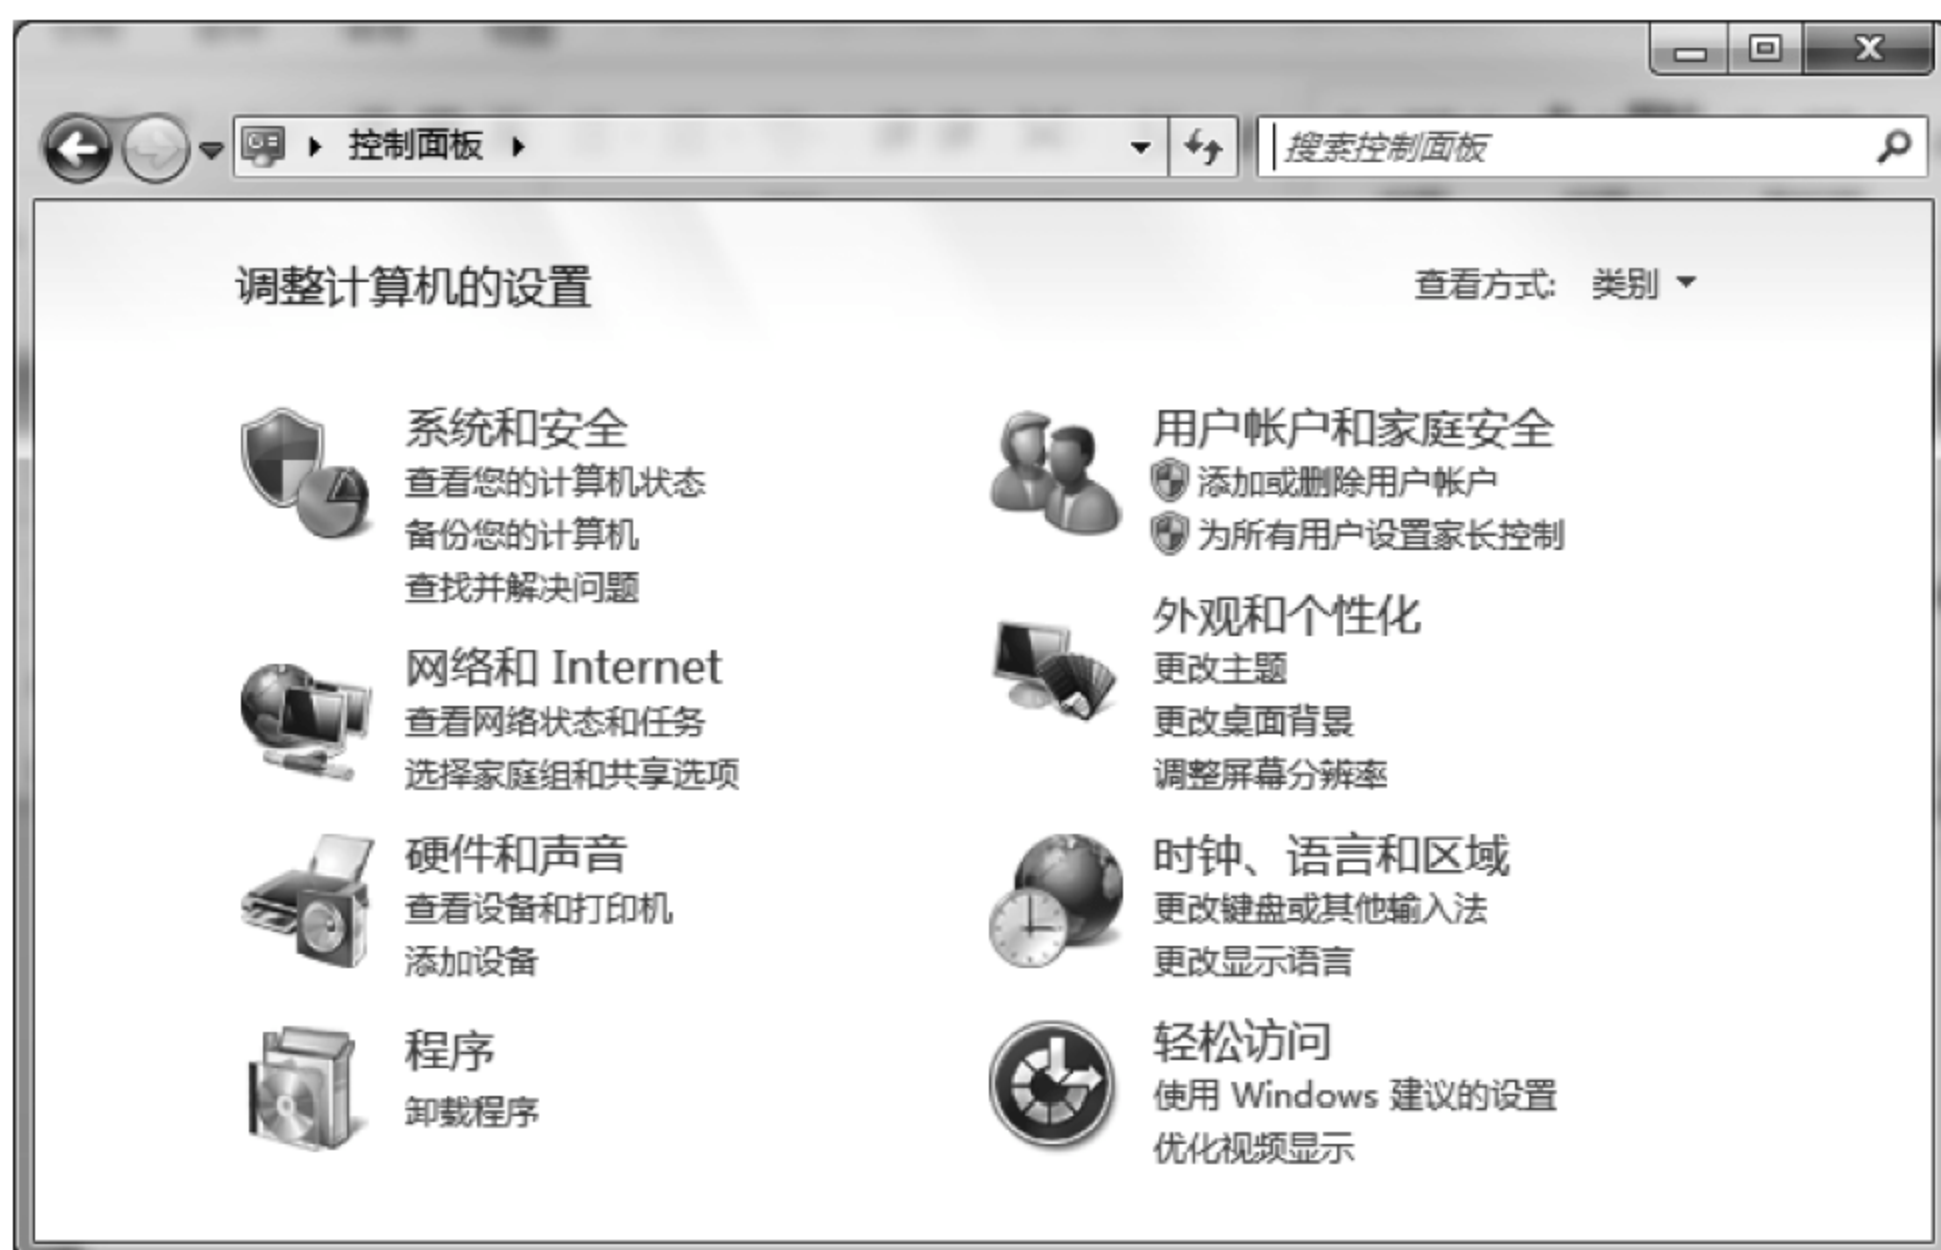 控制面板
搜索控制面板
调整计算机的设置
查看方式: 类别
系统和安全
查看您的计算机状态
备份您的计算机
查找并解决问题
网络和 Internet
查看网络状态和任务
选择家庭组和共享选项
硬件和声音
查看设备和打印机
添加设备
程序
卸载程序
用户帐户和家庭安全
添加或删除用户帐户
为所有用户设置家长控制
外观和个性化
更改主题
更改桌面背景
调整屏幕分辨率
时钟、语言和区域
更改键盘或其他输入法
更改显示语言
轻松访问
使用 Windows 建议的设置
优化视频显示